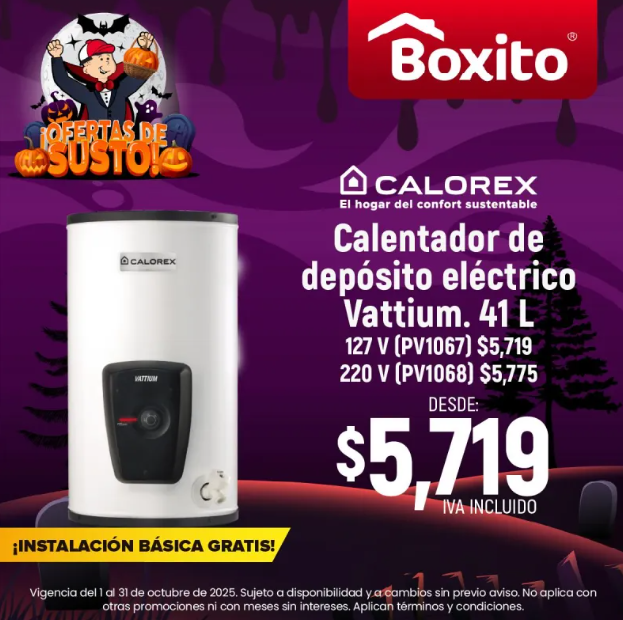 ¡OFERTAS DE
SUSTO!
Boxito®
CALOREX
El hogar del confort sustentable
Calentador de
depósito eléctrico
Vattium. 41 L
127 V (PV1067) $5,719
220 V (PV1068) $5,775
DESDE:
$5,719
IVA INCLUIDO
CALOREX
VATTIUM
¡INSTALACIÓN BÁSICA GRATIS!
Vigencia del 1 al 31 de octubre de 2025. Sujeto a disponibilidad y a cambios sin previo aviso. No aplica con
otras promociones ni con meses sin intereses. Aplican términos y condiciones.